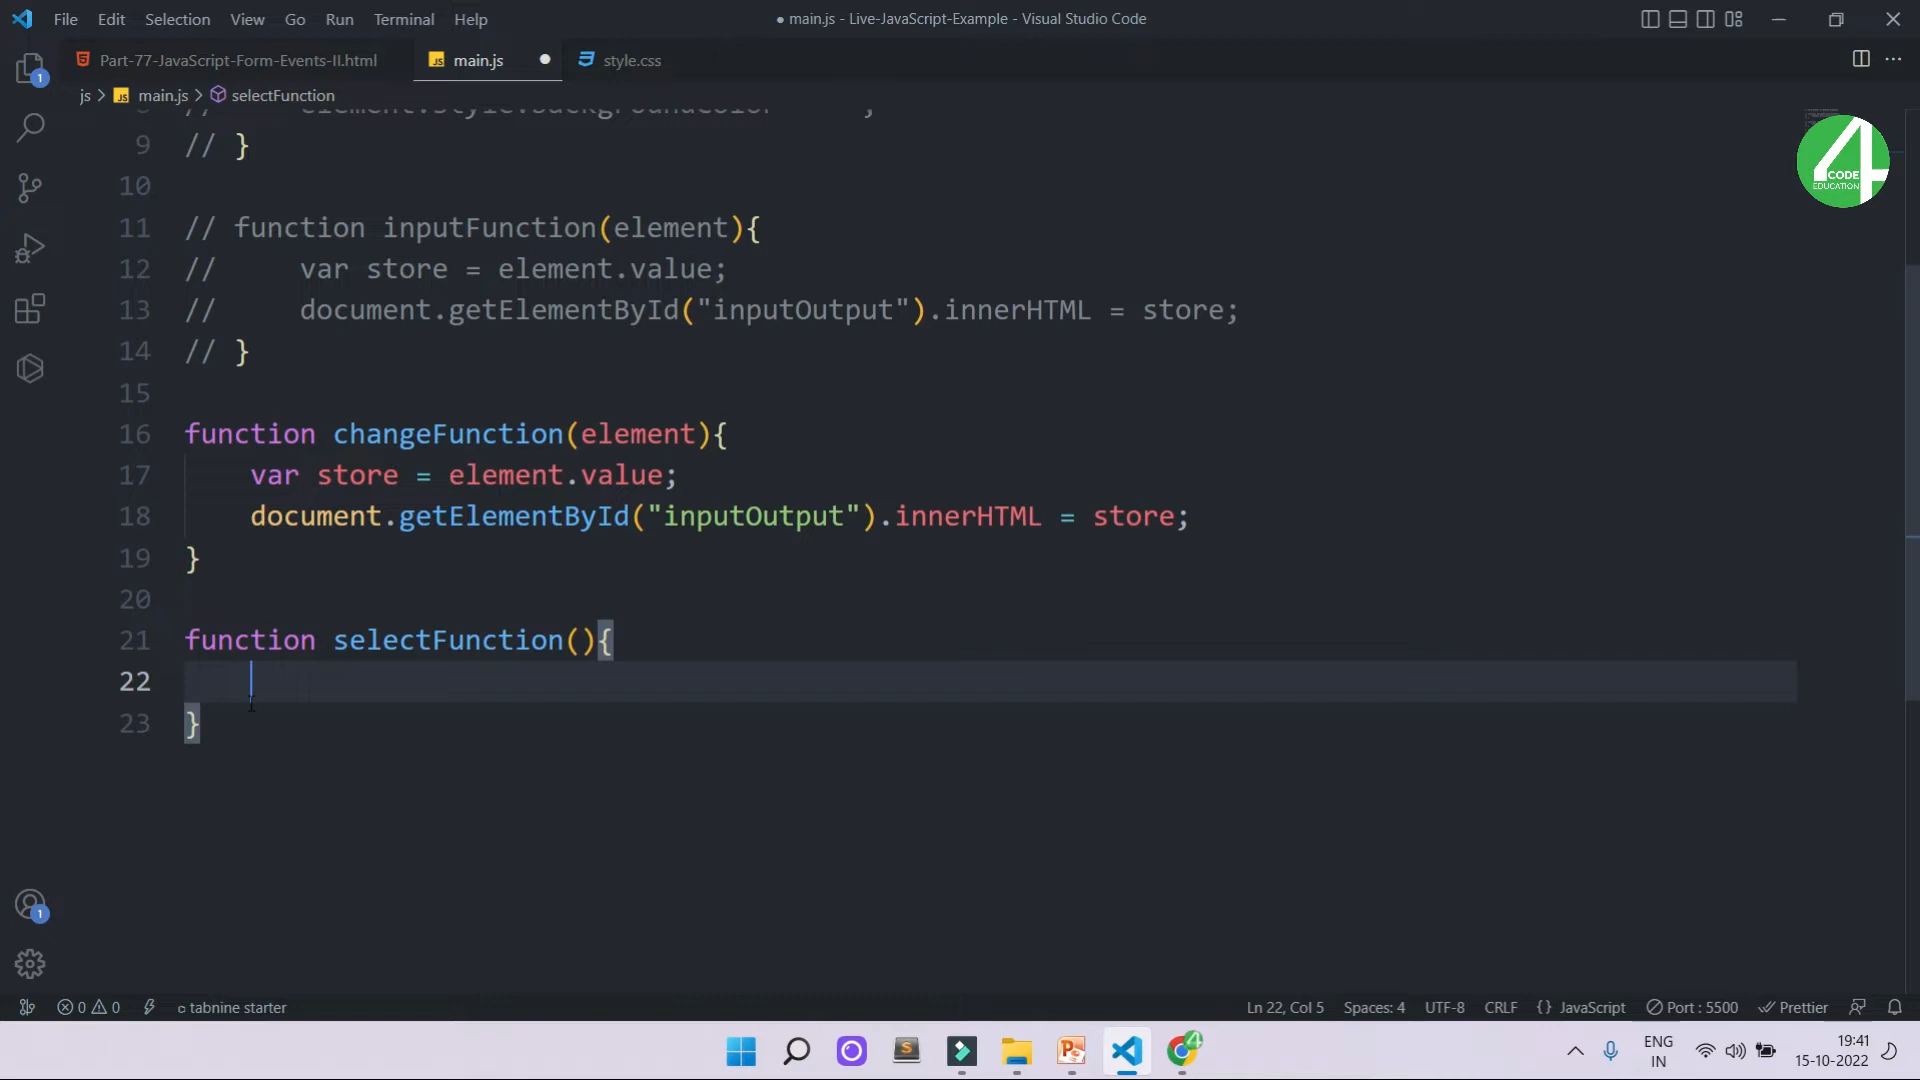 File Edit Selection View Go Run Terminal Help
● main.js - Live-JavaScript-Example - Visual Studio Code
Part-77-JavaScript-Form-Events-II.html main.js style.css
js > main.js > selectFunction
9 // }
10
11 // function inputFunction(element){
12 //     var store = element.value;
13 //     document.getElementById("inputOutput").innerHTML = store;
14 // }
15
16 function changeFunction(element){
17     var store = element.value;
18     document.getElementById("inputOutput").innerHTML = store;
19 }
20
21 function selectFunction(){
22
23 }
4
CODE
EDUCATION
1
1
0 0 tabnine starter
Ln 22, Col 5 Spaces: 4 UTF-8 CRLF {} JavaScript Port : 5500 Prettier
ENG
IN
19:41
15-10-2022